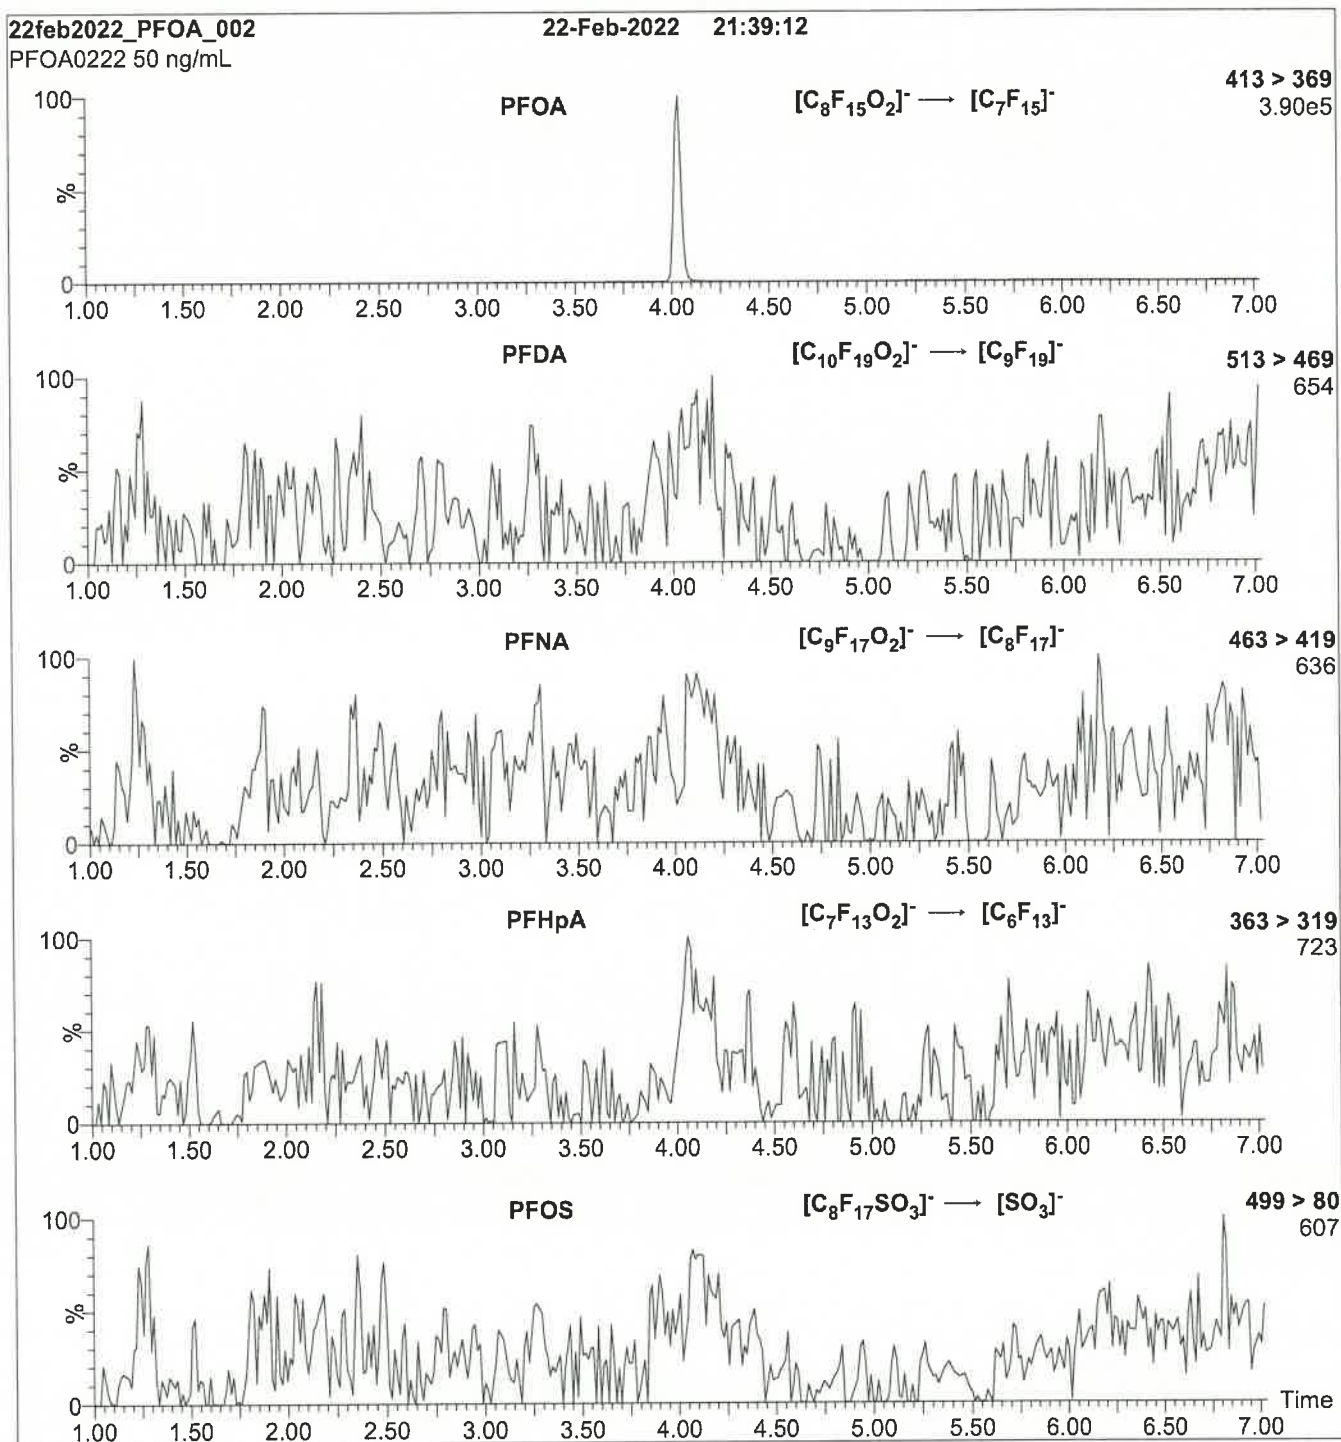 22feb2022_PFOA_002 22-Feb-2022 21:39:12
PFOA0222 50 ng/mL
PFOA [C₈F₁₅O₂]⁻ → [C₇F₁₅]⁻ 413 > 369
3.90e5
100
%
0
1.00 1.50 2.00 2.50 3.00 3.50 4.00 4.50 5.00 5.50 6.00 6.50 7.00
PFDA [C₁₀F₁₉O₂]⁻ → [C₉F₁₉]⁻ 513 > 469
654
100
%
0
1.00 1.50 2.00 2.50 3.00 3.50 4.00 4.50 5.00 5.50 6.00 6.50 7.00
PFNA [C₉F₁₇O₂]⁻ → [C₈F₁₇]⁻ 463 > 419
636
100
%
0
1.00 1.50 2.00 2.50 3.00 3.50 4.00 4.50 5.00 5.50 6.00 6.50 7.00
PFHpA [C₇F₁₃O₂]⁻ → [C₆F₁₃]⁻ 363 > 319
723
100
%
0
1.00 1.50 2.00 2.50 3.00 3.50 4.00 4.50 5.00 5.50 6.00 6.50 7.00
PFOS [C₈F₁₇SO₃]⁻ → [SO₃]⁻ 499 > 80
607
100
%
0
Time
1.00 1.50 2.00 2.50 3.00 3.50 4.00 4.50 5.00 5.50 6.00 6.50 7.00